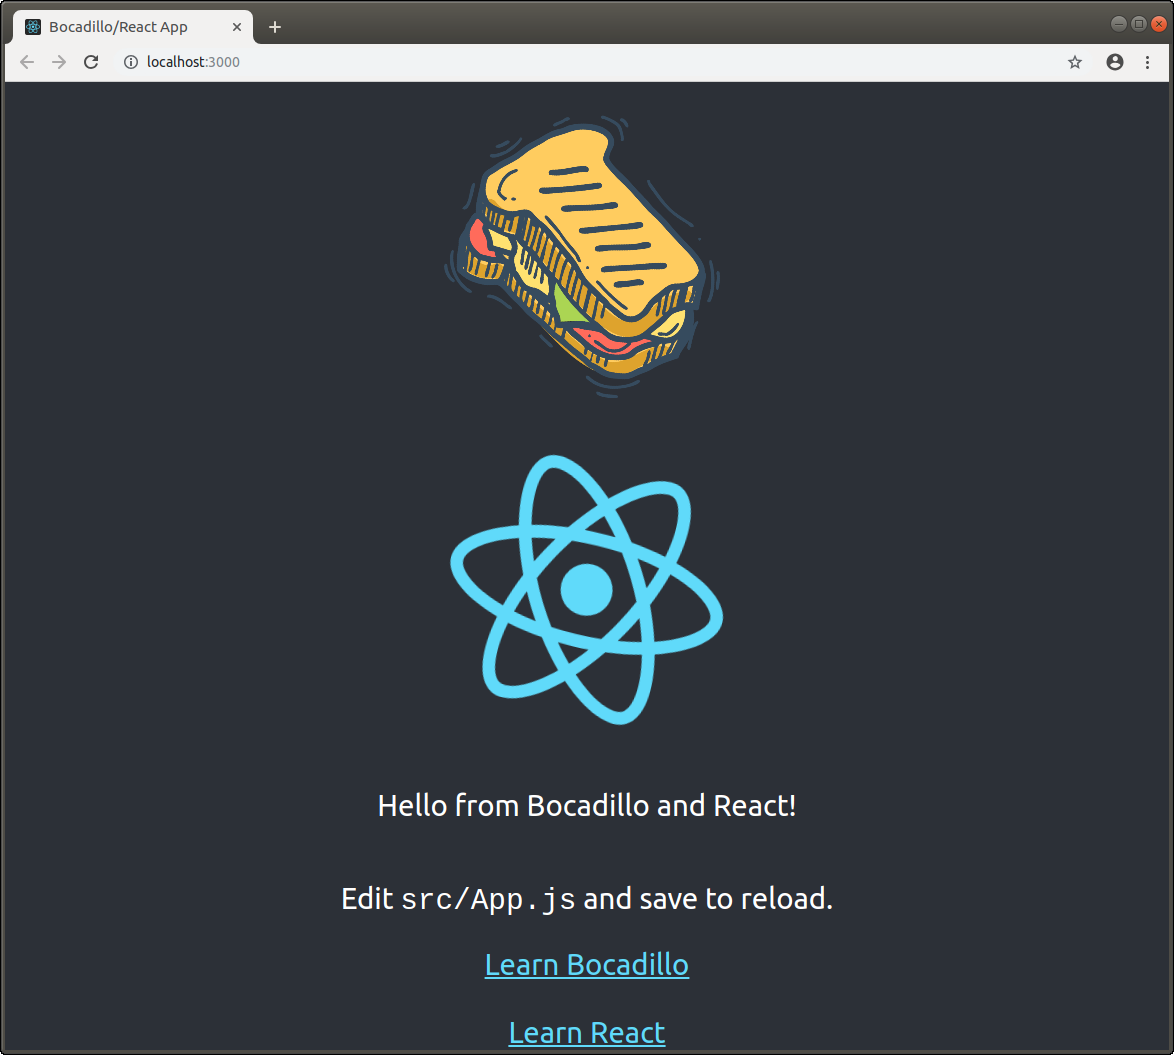 Bocadillo/React App
localhost:3000
Hello from Bocadillo and React!
Edit src/App.js and save to reload.
Learn Bocadillo
Learn React